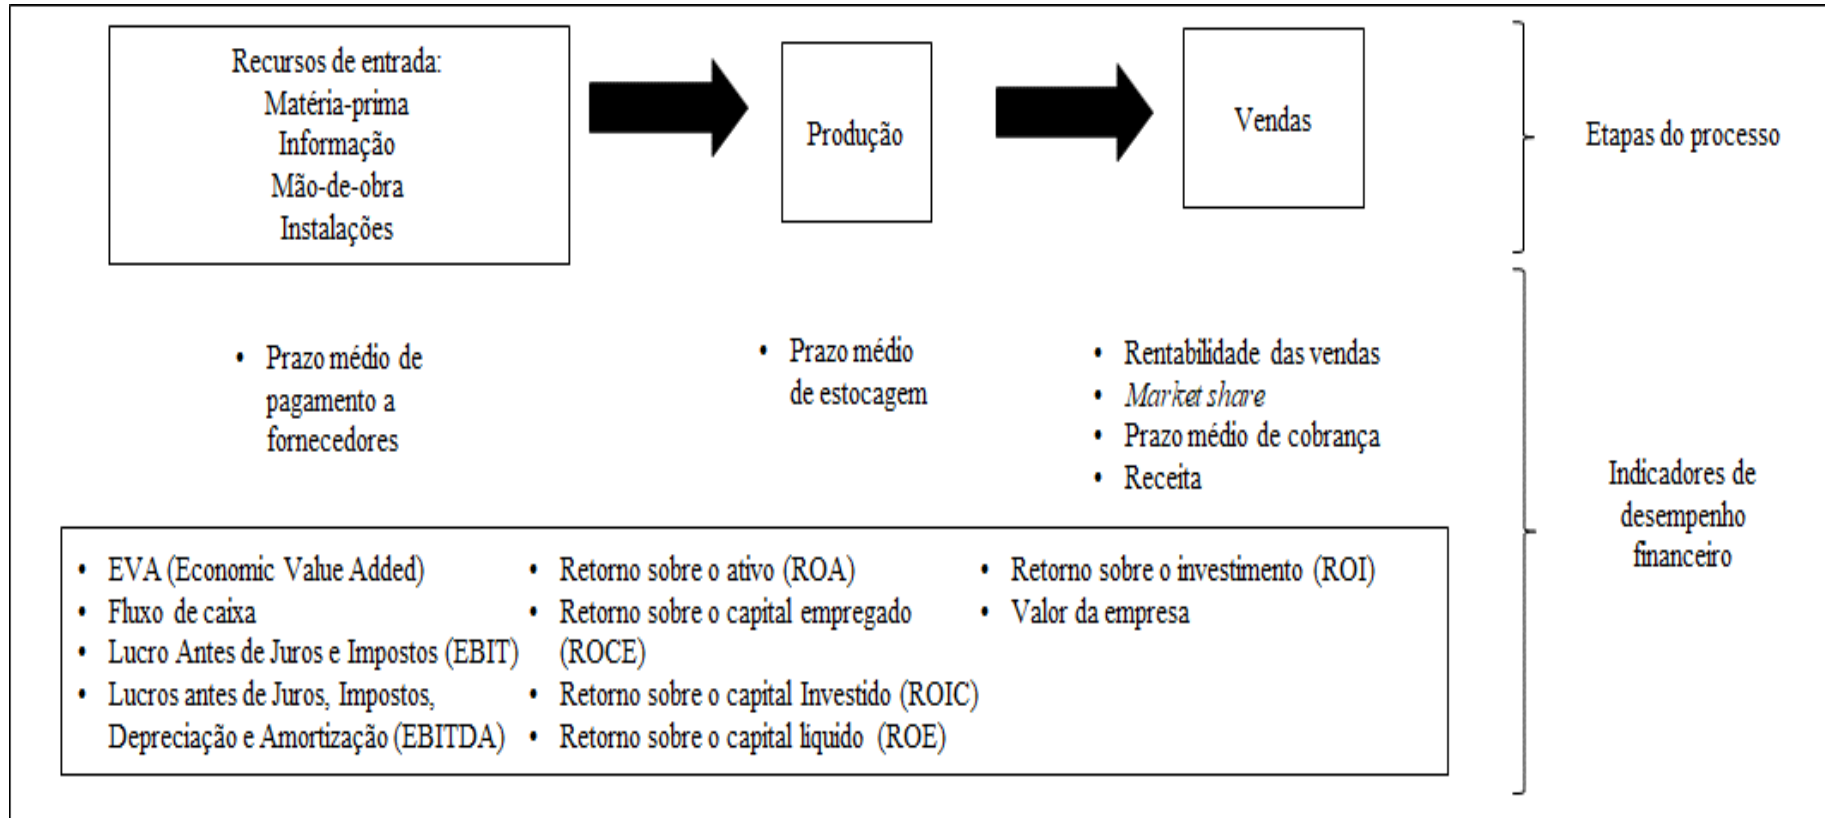 Recursos de entrada:
Matéria-prima
Informação
Mão-de-obra
Instalações
Produção
Vendas
Etapas do processo
• Prazo médio de
pagamento a
fornecedores
• Prazo médio
de estocagem
• Rentabilidade das vendas
• Market share
• Prazo médio de cobrança
• Receita
Indicadores de
desempenho
financeiro
• EVA (Economic Value Added)
• Fluxo de caixa
• Lucro Antes de Juros e Impostos (EBIT)
• Lucros antes de Juros, Impostos,
Depreciação e Amortização (EBITDA)
• Retorno sobre o ativo (ROA)
• Retorno sobre o capital empregado
(ROCE)
• Retorno sobre o capital Investido (ROIC)
• Retorno sobre o capital liquido (ROE)
• Retorno sobre o investimento (ROI)
• Valor da empresa